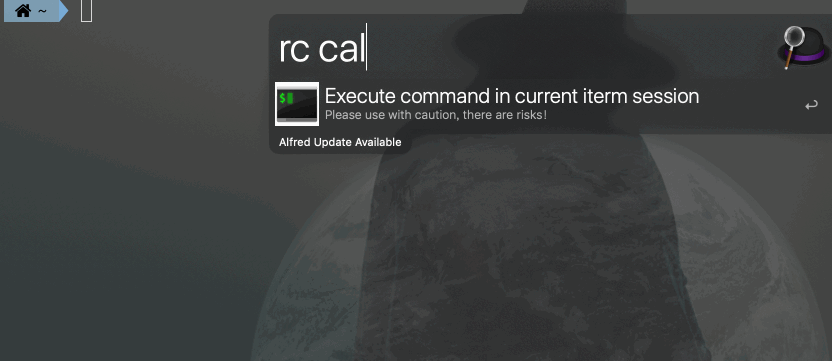 ~
rc cal
$
Execute command in current iterm session
Please use with caution, there are risks!
Alfred Update Available